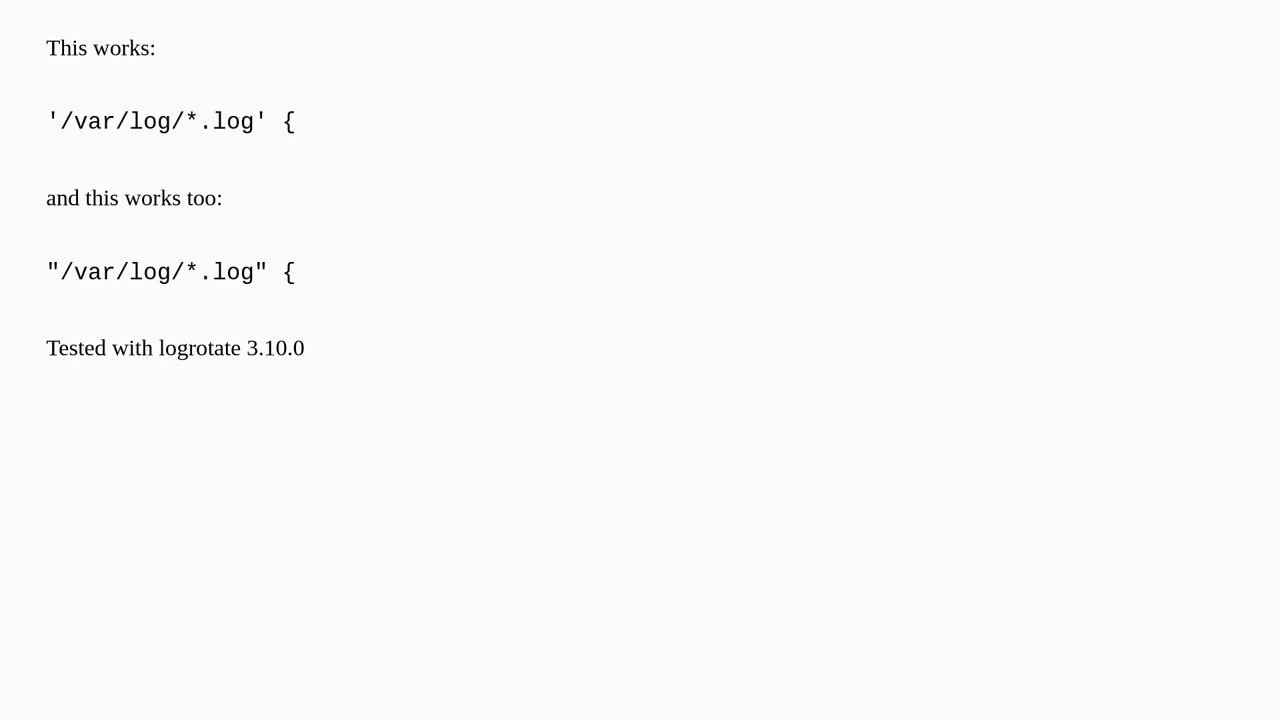 This works:
'/var/log/*.log' {
and this works too:
"/var/log/*.log" {
Tested with logrotate 3.10.0